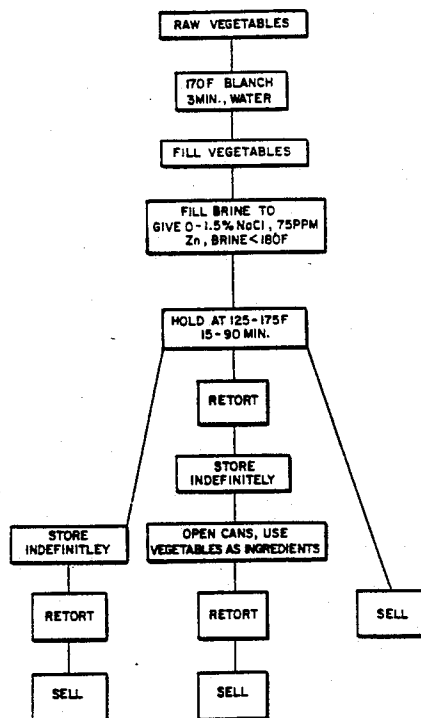 RAW VEGETABLES
170F BLANCH
3MIN., WATER
FILL VEGETABLES
FILL BRINE TO
GIVE 0-1.5% NaCl, 75PPM
Zn, BRINE<180F
HOLD AT 125-175F
15-90 MIN.
RETORT
STORE
INDEFINITELY
STORE
INDEFINITLEY
OPEN CANS, USE
VEGETABLES AS INGREDIENTS
RETORT
RETORT
SELL
SELL
SELL